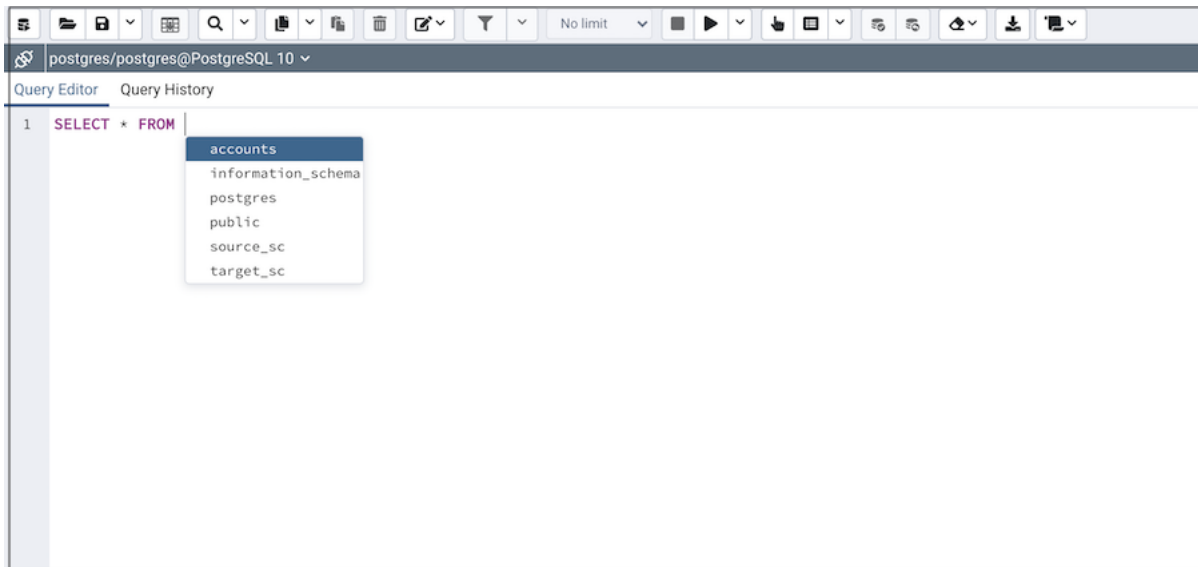 No limit
postgres/postgres@PostgreSQL 10
Query Editor Query History
1 SELECT * FROM
accounts
information_schema
postgres
public
source_sc
target_sc